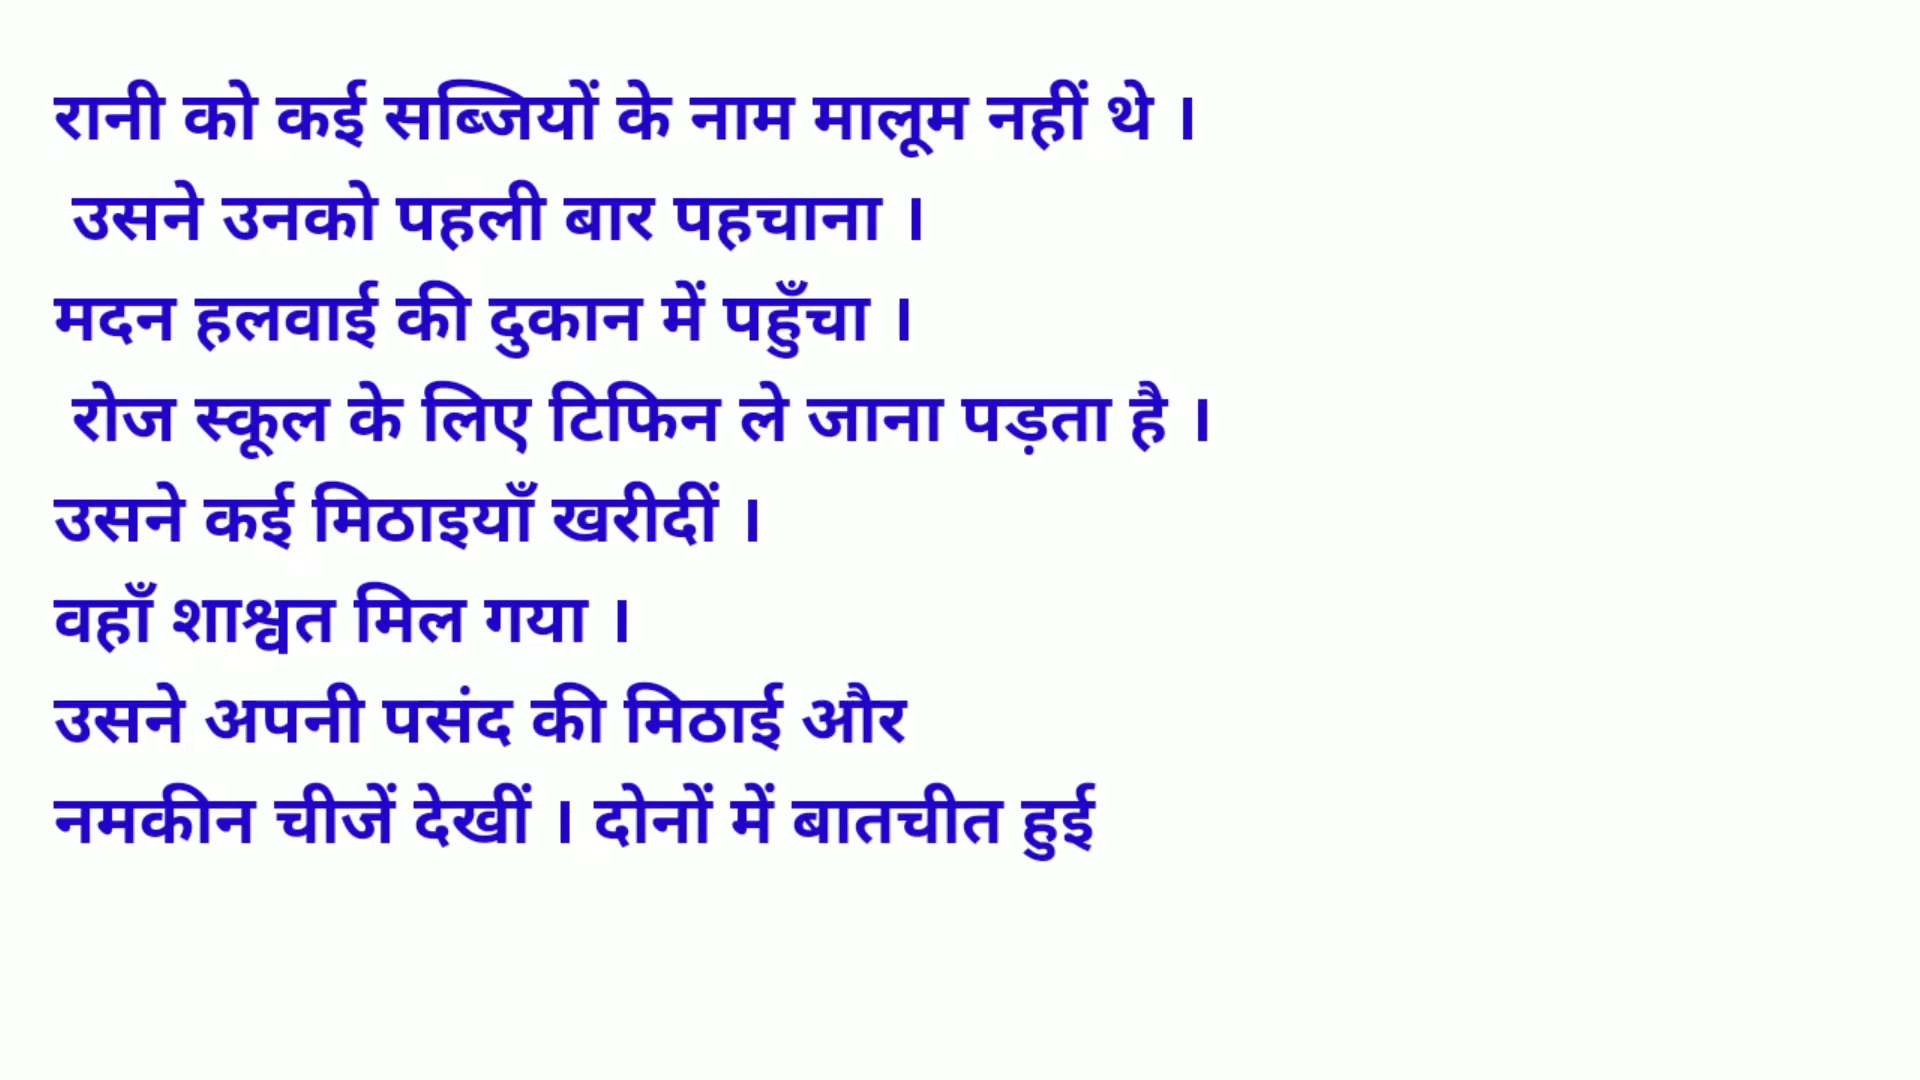 रानी को कई सब्जियों के नाम मालूम नहीं थे ।
उसने उनको पहली बार पहचाना ।
मदन हलवाई की दुकान में पहुँचा ।
रोज स्कूल के लिए टिफिन ले जाना पड़ता है ।
उसने कई मिठाइयाँ खरीदीं ।
वहाँ शाश्वत मिल गया ।
उसने अपनी पसंद की मिठाई और
नमकीन चीजें देखीं । दोनों में बातचीत हुई